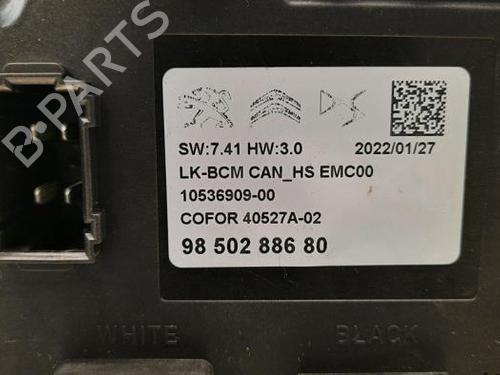 B-PARTS
SW:7.41 HW:3.0 2022/01/27
LK-BCM CAN_HS EMC00
10536909-00
COFOR 40527A-02
98 502 886 80
WHITE BLACK